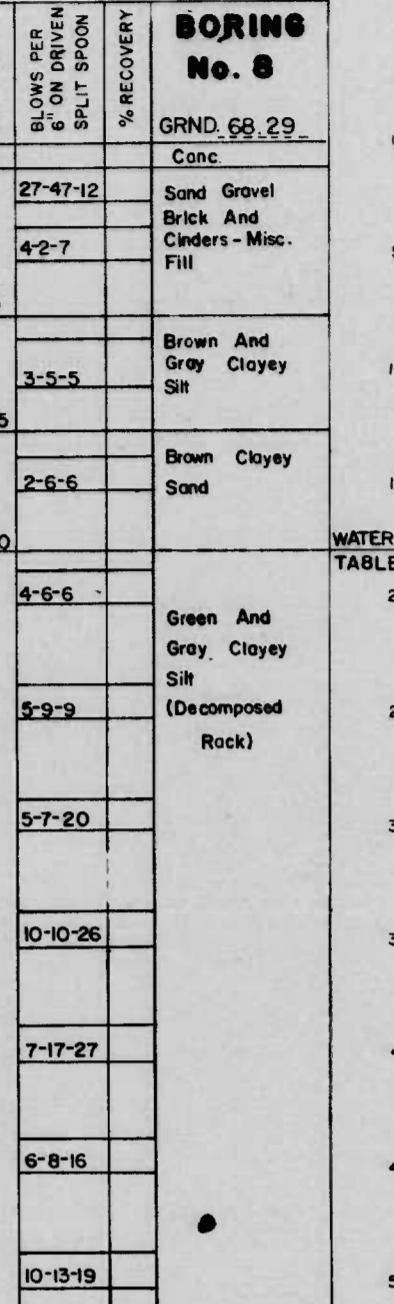 BLOWS PER
6" ON DRIVEN
SPLIT SPOON
% RECOVERY
BORING
No. 8
GRND. 68.29
Conc.
27-47-12
Sand Gravel
Brick And
4-2-7
Cinders - Misc.
Fill
Brown And
Gray Clayey
3-5-5
Silt
5
Brown Clayey
2-6-6
Sand
0
WATER
TABLE
4-6-6
Green And
Gray Clayey
Silt
5-9-9
(Decomposed
Rack)
5-7-20
10-10-26
7-17-27
6-8-16
10-13-19